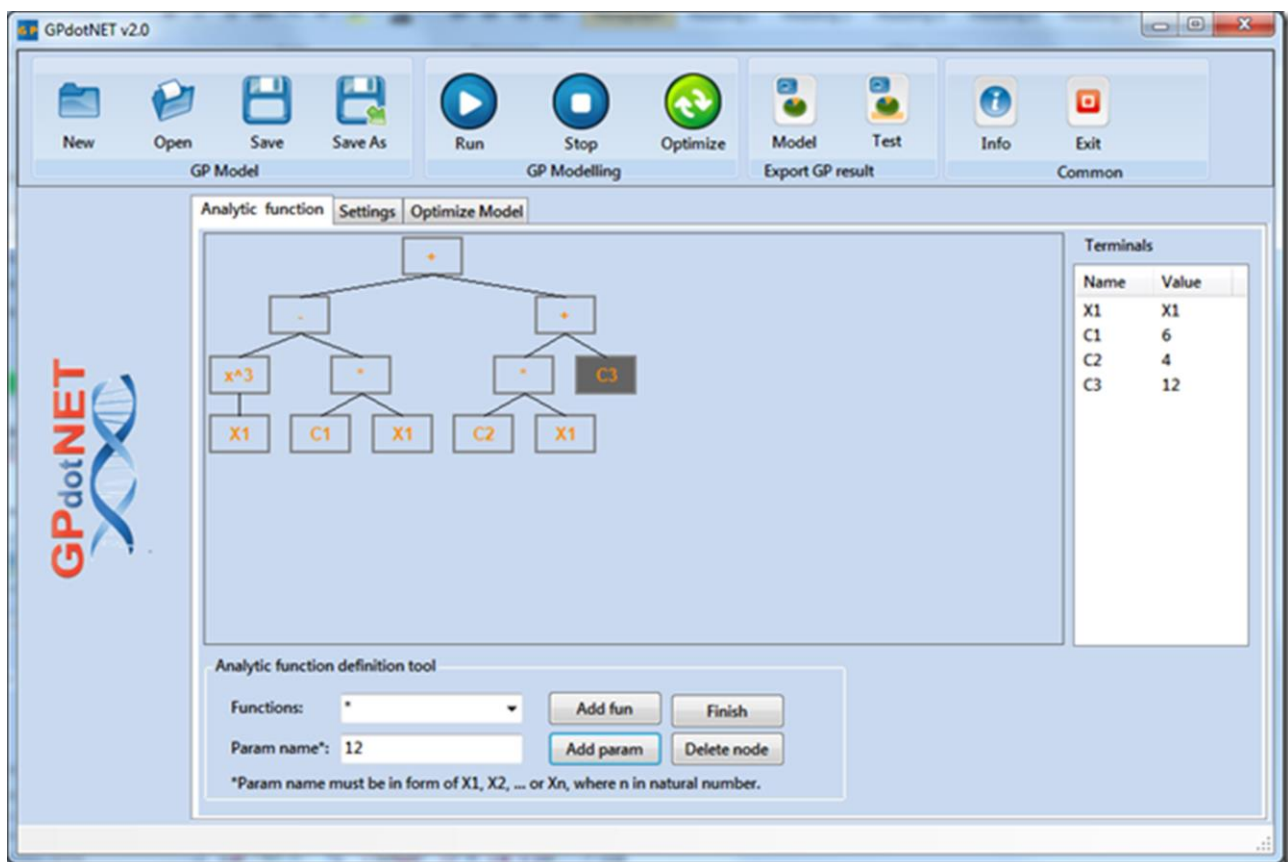 GPdotNET v2.0
New Open Save Save As Run Stop Optimize Model Test Info Exit
GP Model GP Modelling Export GP result Common
Analytic function Settings Optimize Model
GPdotNET
+
- +
x^3 * * C3
X1 C1 X1 C2 X1
Terminals
Name Value
X1 X1
C1 6
C2 4
C3 12
Analytic function definition tool
Functions: * Add fun Finish
Param name*: 12 Add param Delete node
*Param name must be in form of X1, X2, ... or Xn, where n in natural number.